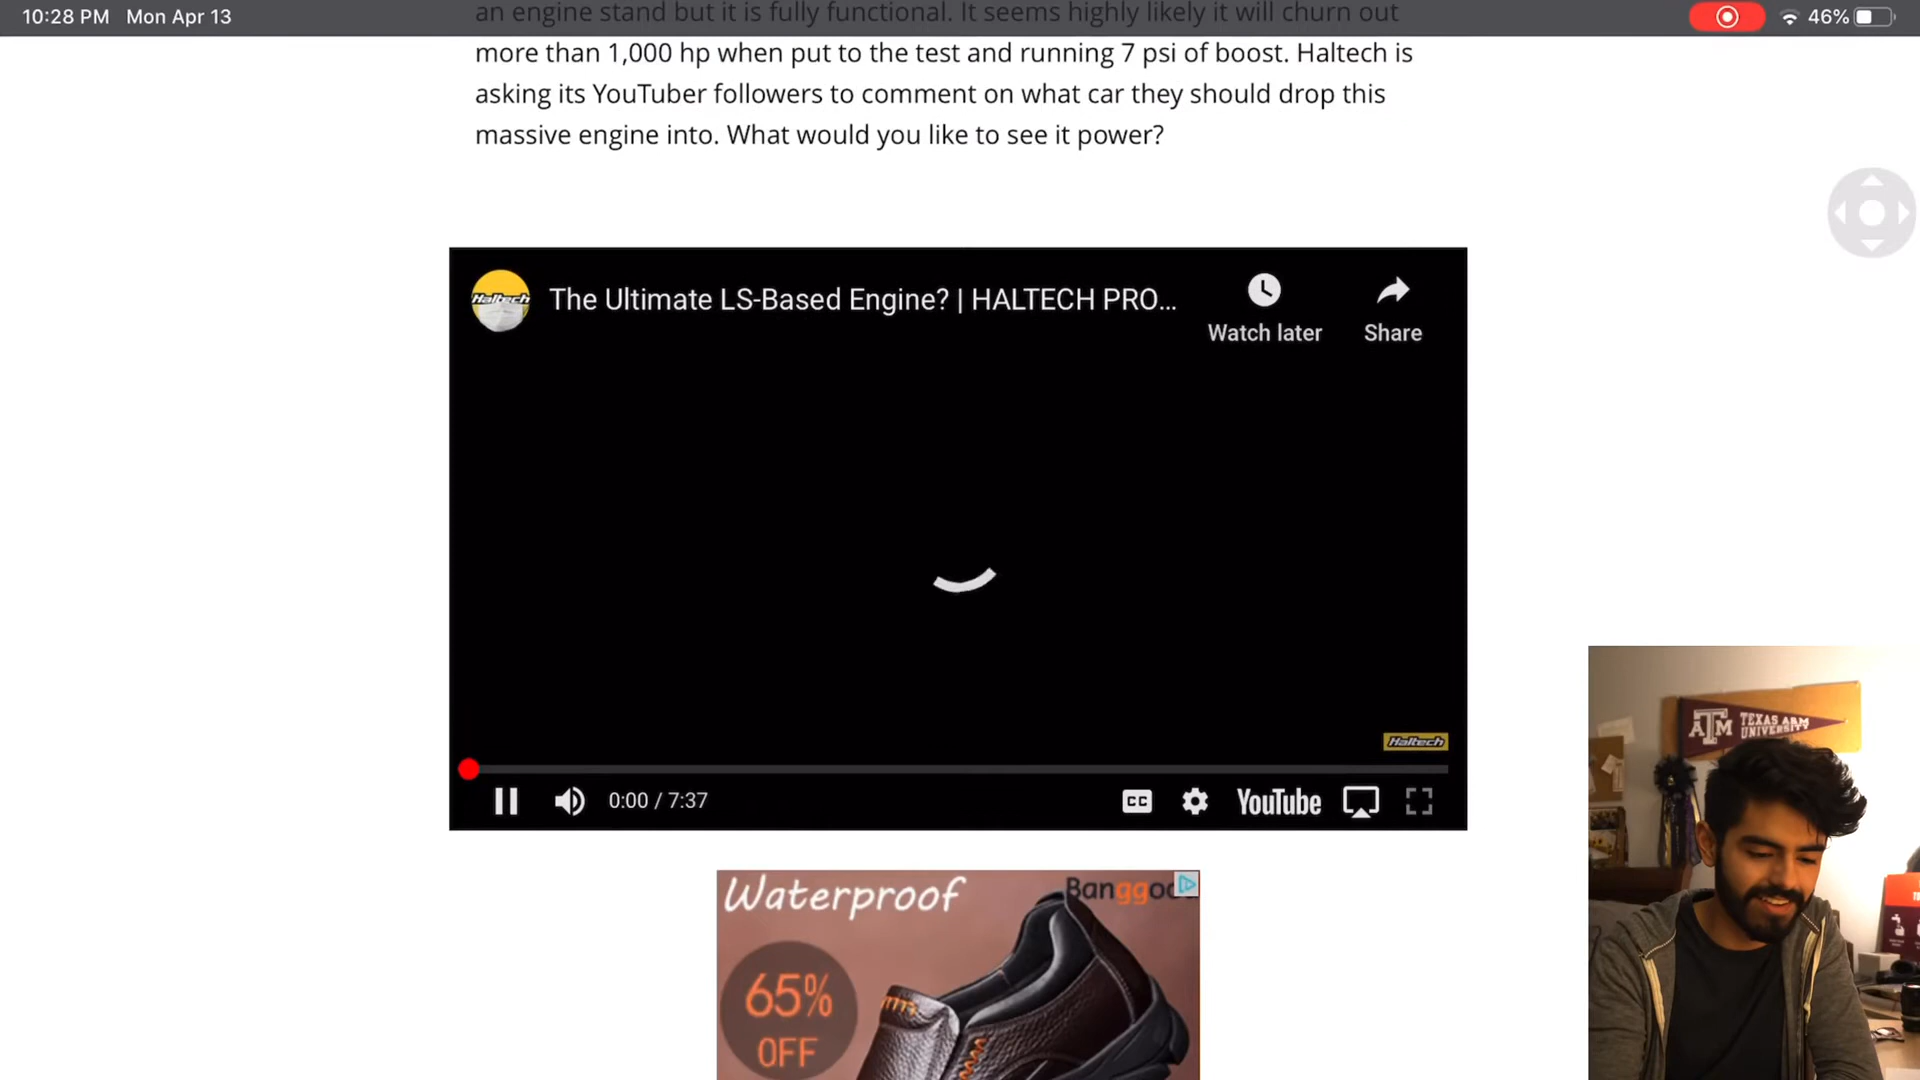 10:28 PM Mon Apr 13
46%
an engine stand but it is fully functional. It seems highly likely it will churn out
more than 1,000 hp when put to the test and running 7 psi of boost. Haltech is
asking its YouTuber followers to comment on what car they should drop this
massive engine into. What would you like to see it power?
Haltech
The Ultimate LS-Based Engine? | HALTECH PRO...
Watch later
Share
Haltech
0:00 / 7:37
CC
YouTube
Waterproof
65%
OFF
ATM
TEXAS A&M
UNIVERSITY